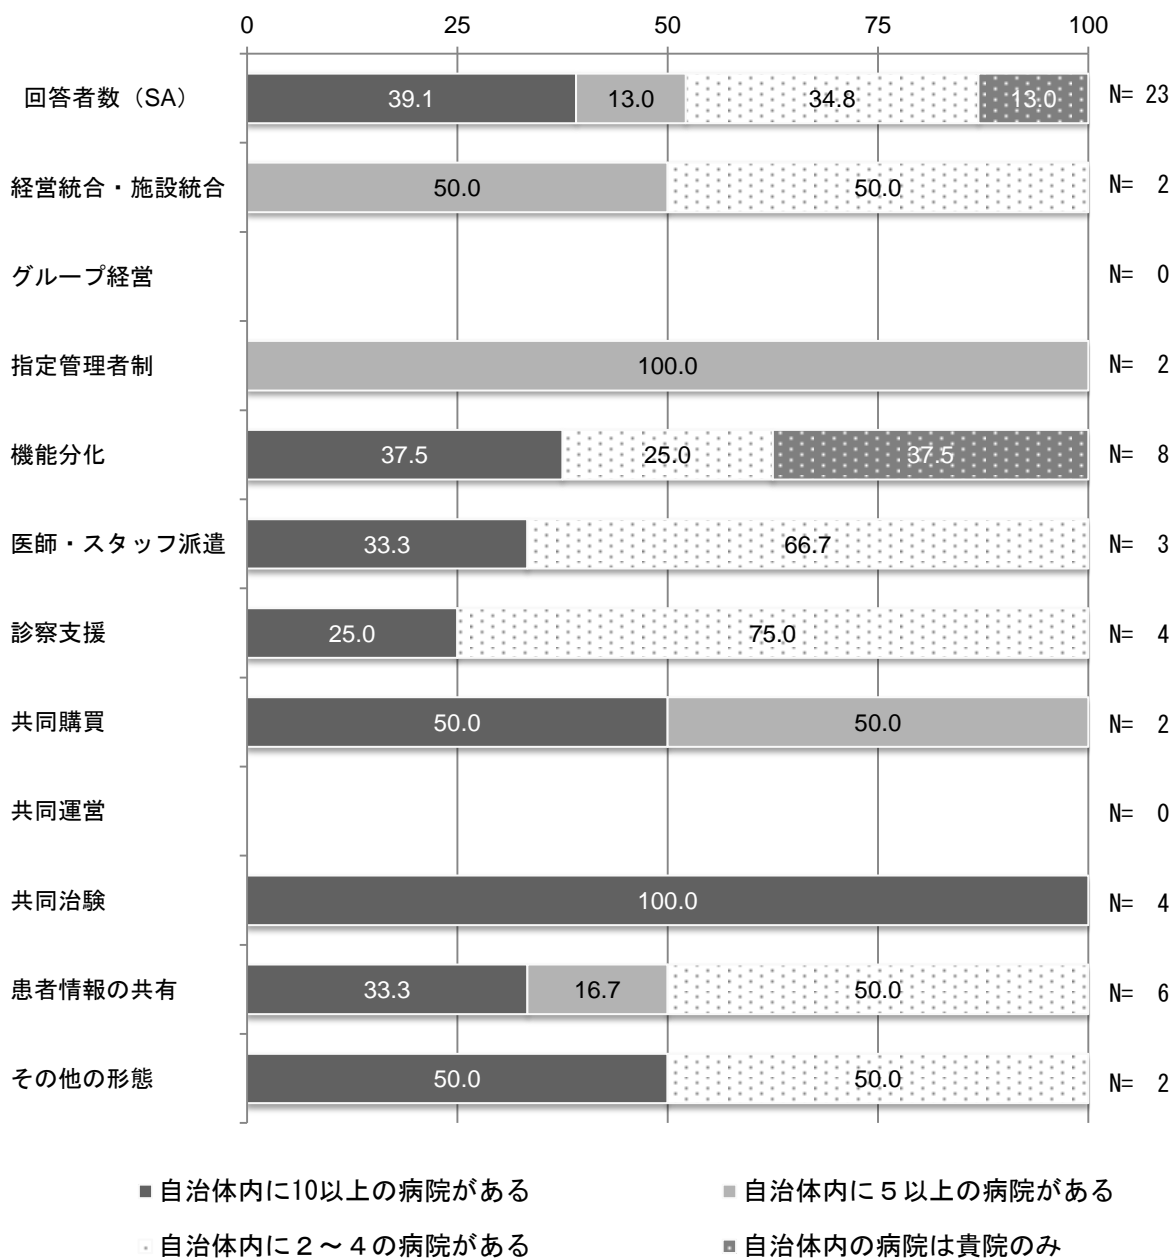 0 25 50 75 100
回答者数（SA） 39.1 13.0 34.8 13.0 N= 23
経営統合・施設統合 50.0 50.0 N= 2
グループ経営 N= 0
指定管理者制 100.0 N= 2
機能分化 37.5 25.0 37.5 N= 8
医師・スタッフ派遣 33.3 66.7 N= 3
診察支援 25.0 75.0 N= 4
共同購買 50.0 50.0 N= 2
共同運営 N= 0
共同治験 100.0 N= 4
患者情報の共有 33.3 16.7 50.0 N= 6
その他の形態 50.0 50.0 N= 2
自治体内に10以上の病院がある 自治体内に５以上の病院がある
自治体内に２～４の病院がある 自治体内の病院は貴院のみ